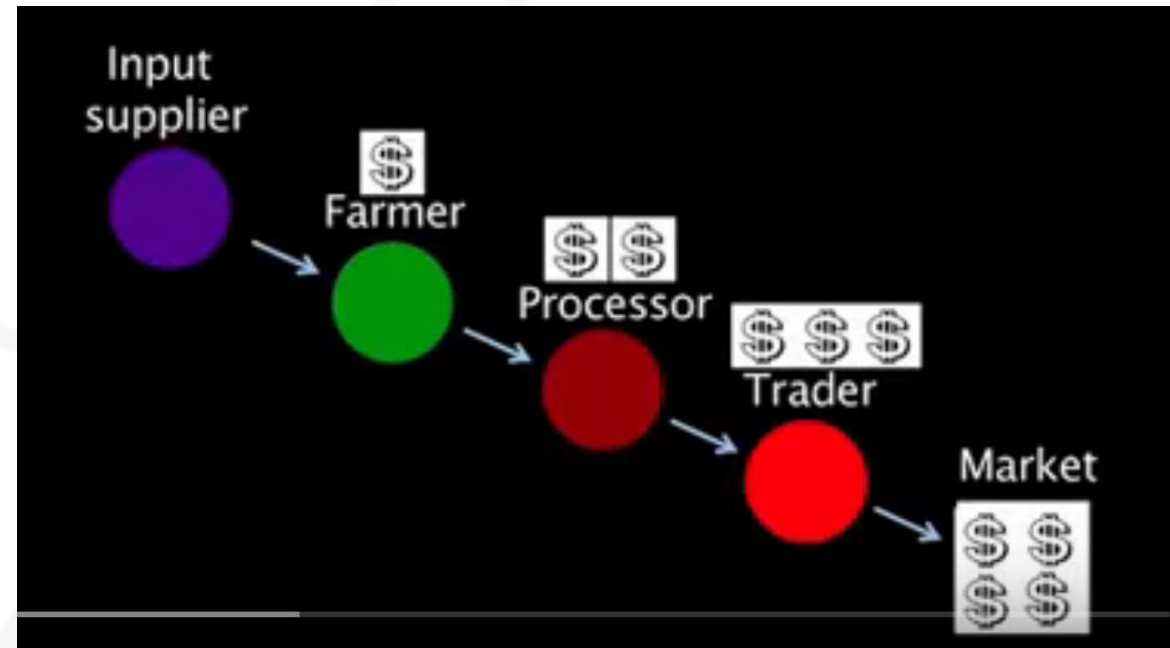 Input
supplier
$
Farmer
$ $
Processor
$ $ $
Trader
Market
$ $
$ $